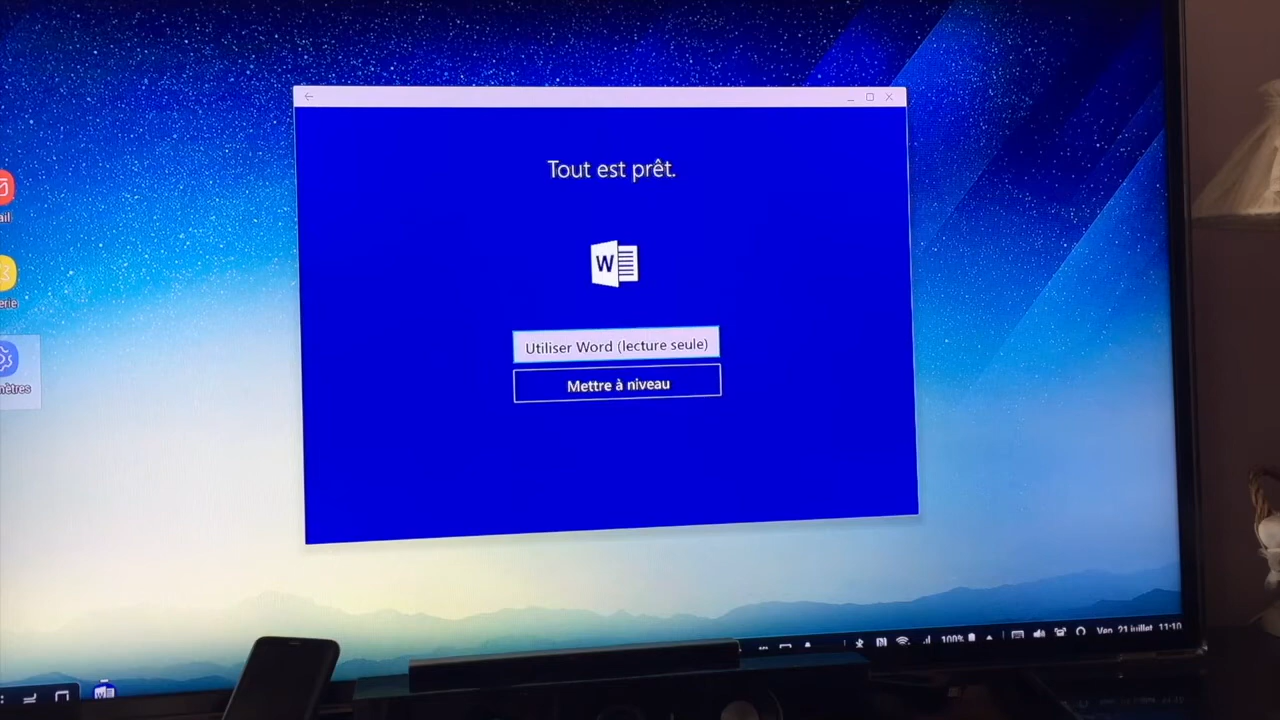 Tout est prêt.
W
Utiliser Word (lecture seule)
Mettre à niveau
100%
Ven. 21 juillet 11:10